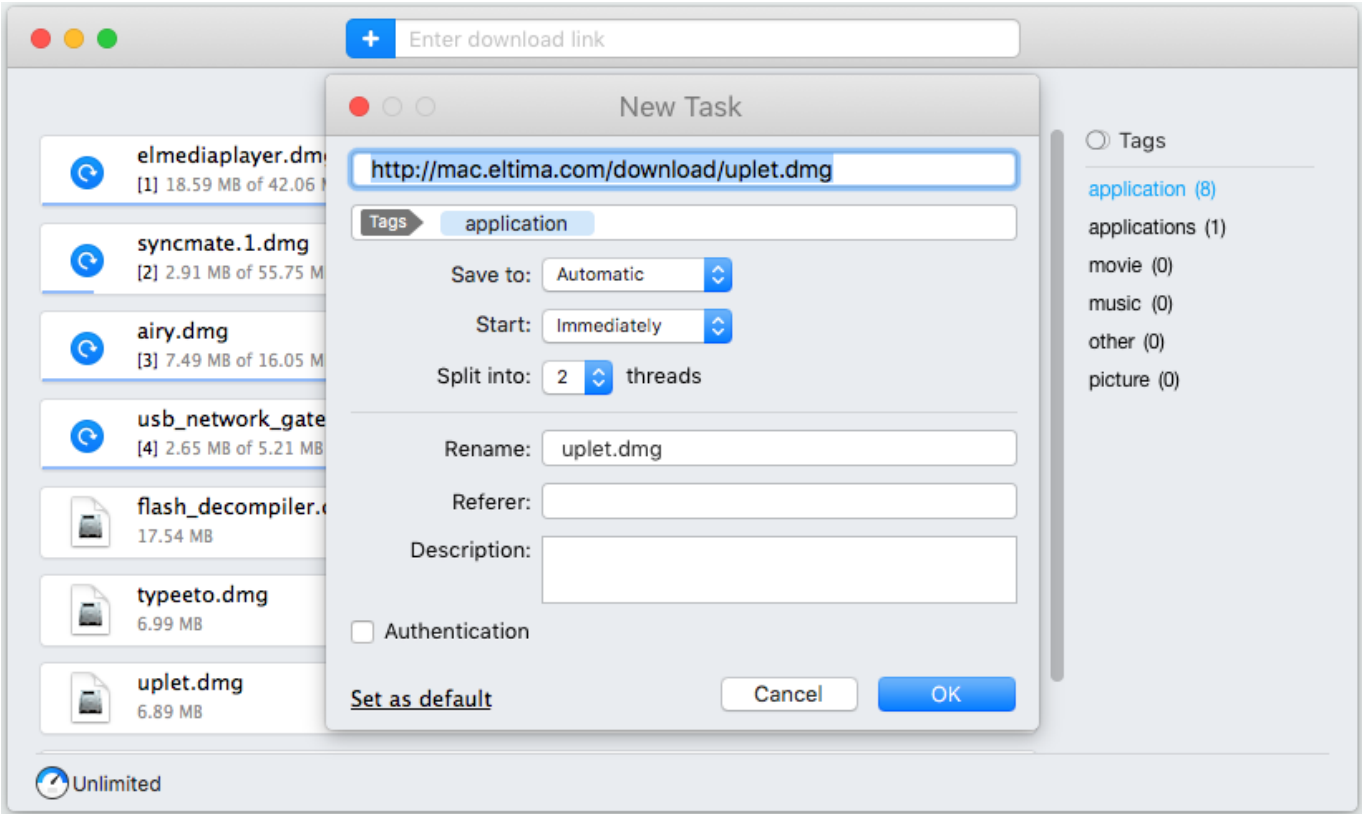 + Enter download link
New Task
http://mac.eltima.com/download/uplet.dmg
Tags application
Save to: Automatic
Start: Immediately
Split into: 2 threads
Rename: uplet.dmg
Referer:
Description:
Authentication
Set as default
Cancel
OK
elmediaplayer.dm
[1] 18.59 MB of 42.06
syncmate.1.dmg
[2] 2.91 MB of 55.75 M
airy.dmg
[3] 7.49 MB of 16.05 M
usb_network_gate
[4] 2.65 MB of 5.21 MB
flash_decompiler.
17.54 MB
typeeto.dmg
6.99 MB
uplet.dmg
6.89 MB
Tags
application (8)
applications (1)
movie (0)
music (0)
other (0)
picture (0)
Unlimited